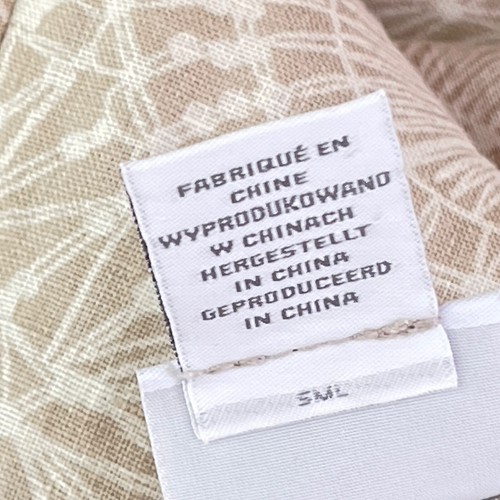 FABRIQUÉ EN
CHINE
WYPRODUKOWANO
W CHINACH
HERGESTELLT
IN CHINA
GEPRODUCEERD
IN CHINA
SML